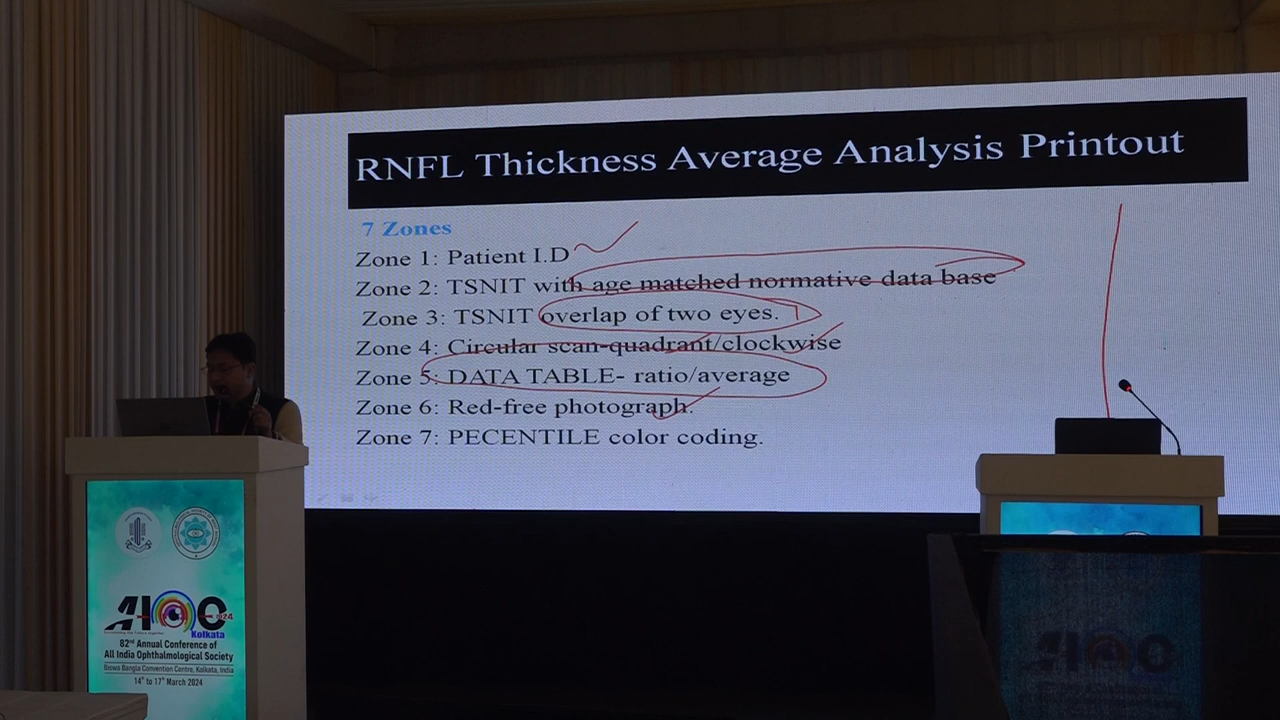 RNFL Thickness Average Analysis Printout
7 Zones
Zone 1: Patient I.D
Zone 2: TSNIT with age matched normative data base
Zone 3: TSNIT overlap of two eyes.
Zone 4: Circular scan-quadrant/clockwise
Zone 5: DATA TABLE- ratio/average
Zone 6: Red-free photograph.
Zone 7: PECENTILE color coding.
AIOC 2024
Kolkata
82nd Annual Conference of
All India Ophthalmological Society
Biswa Bangla Convention Centre, Kolkata, India
14th to 17th March 2024
AIOC